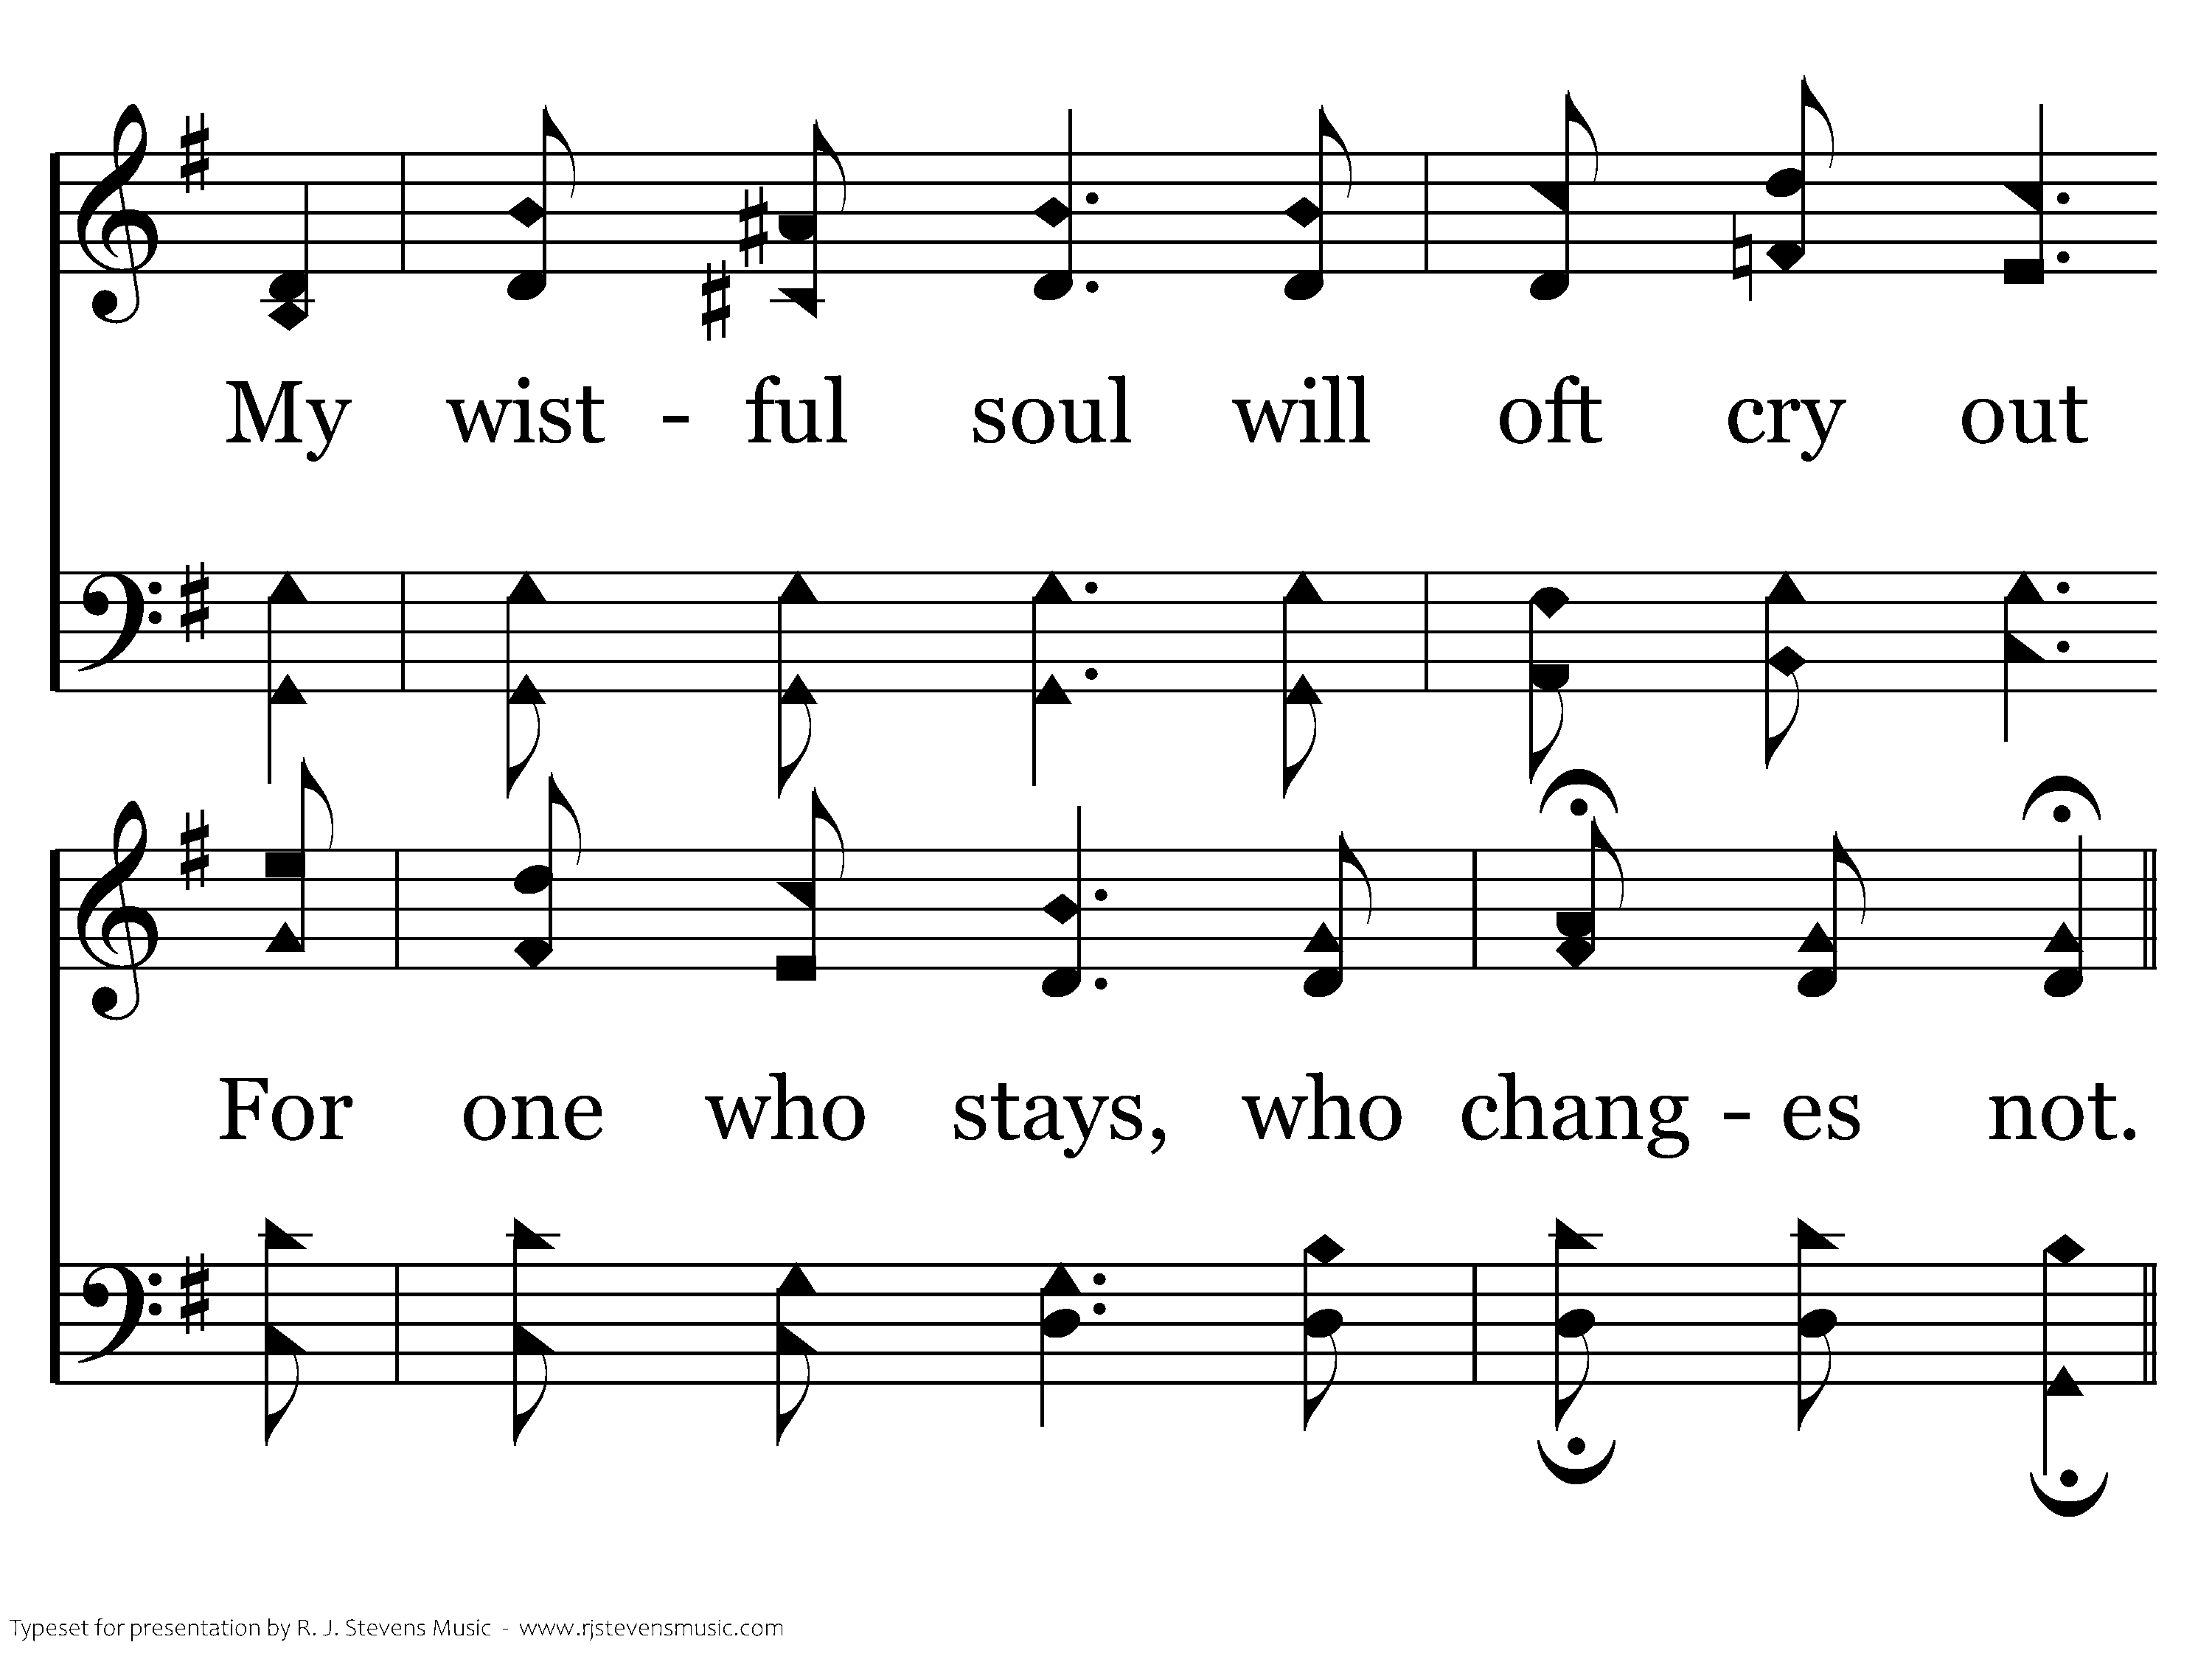 My wist - ful soul will oft cry out
For one who stays, who chang - es not.
Typeset for presentation by R. J. Stevens Music - www.rjstevensmusic.com